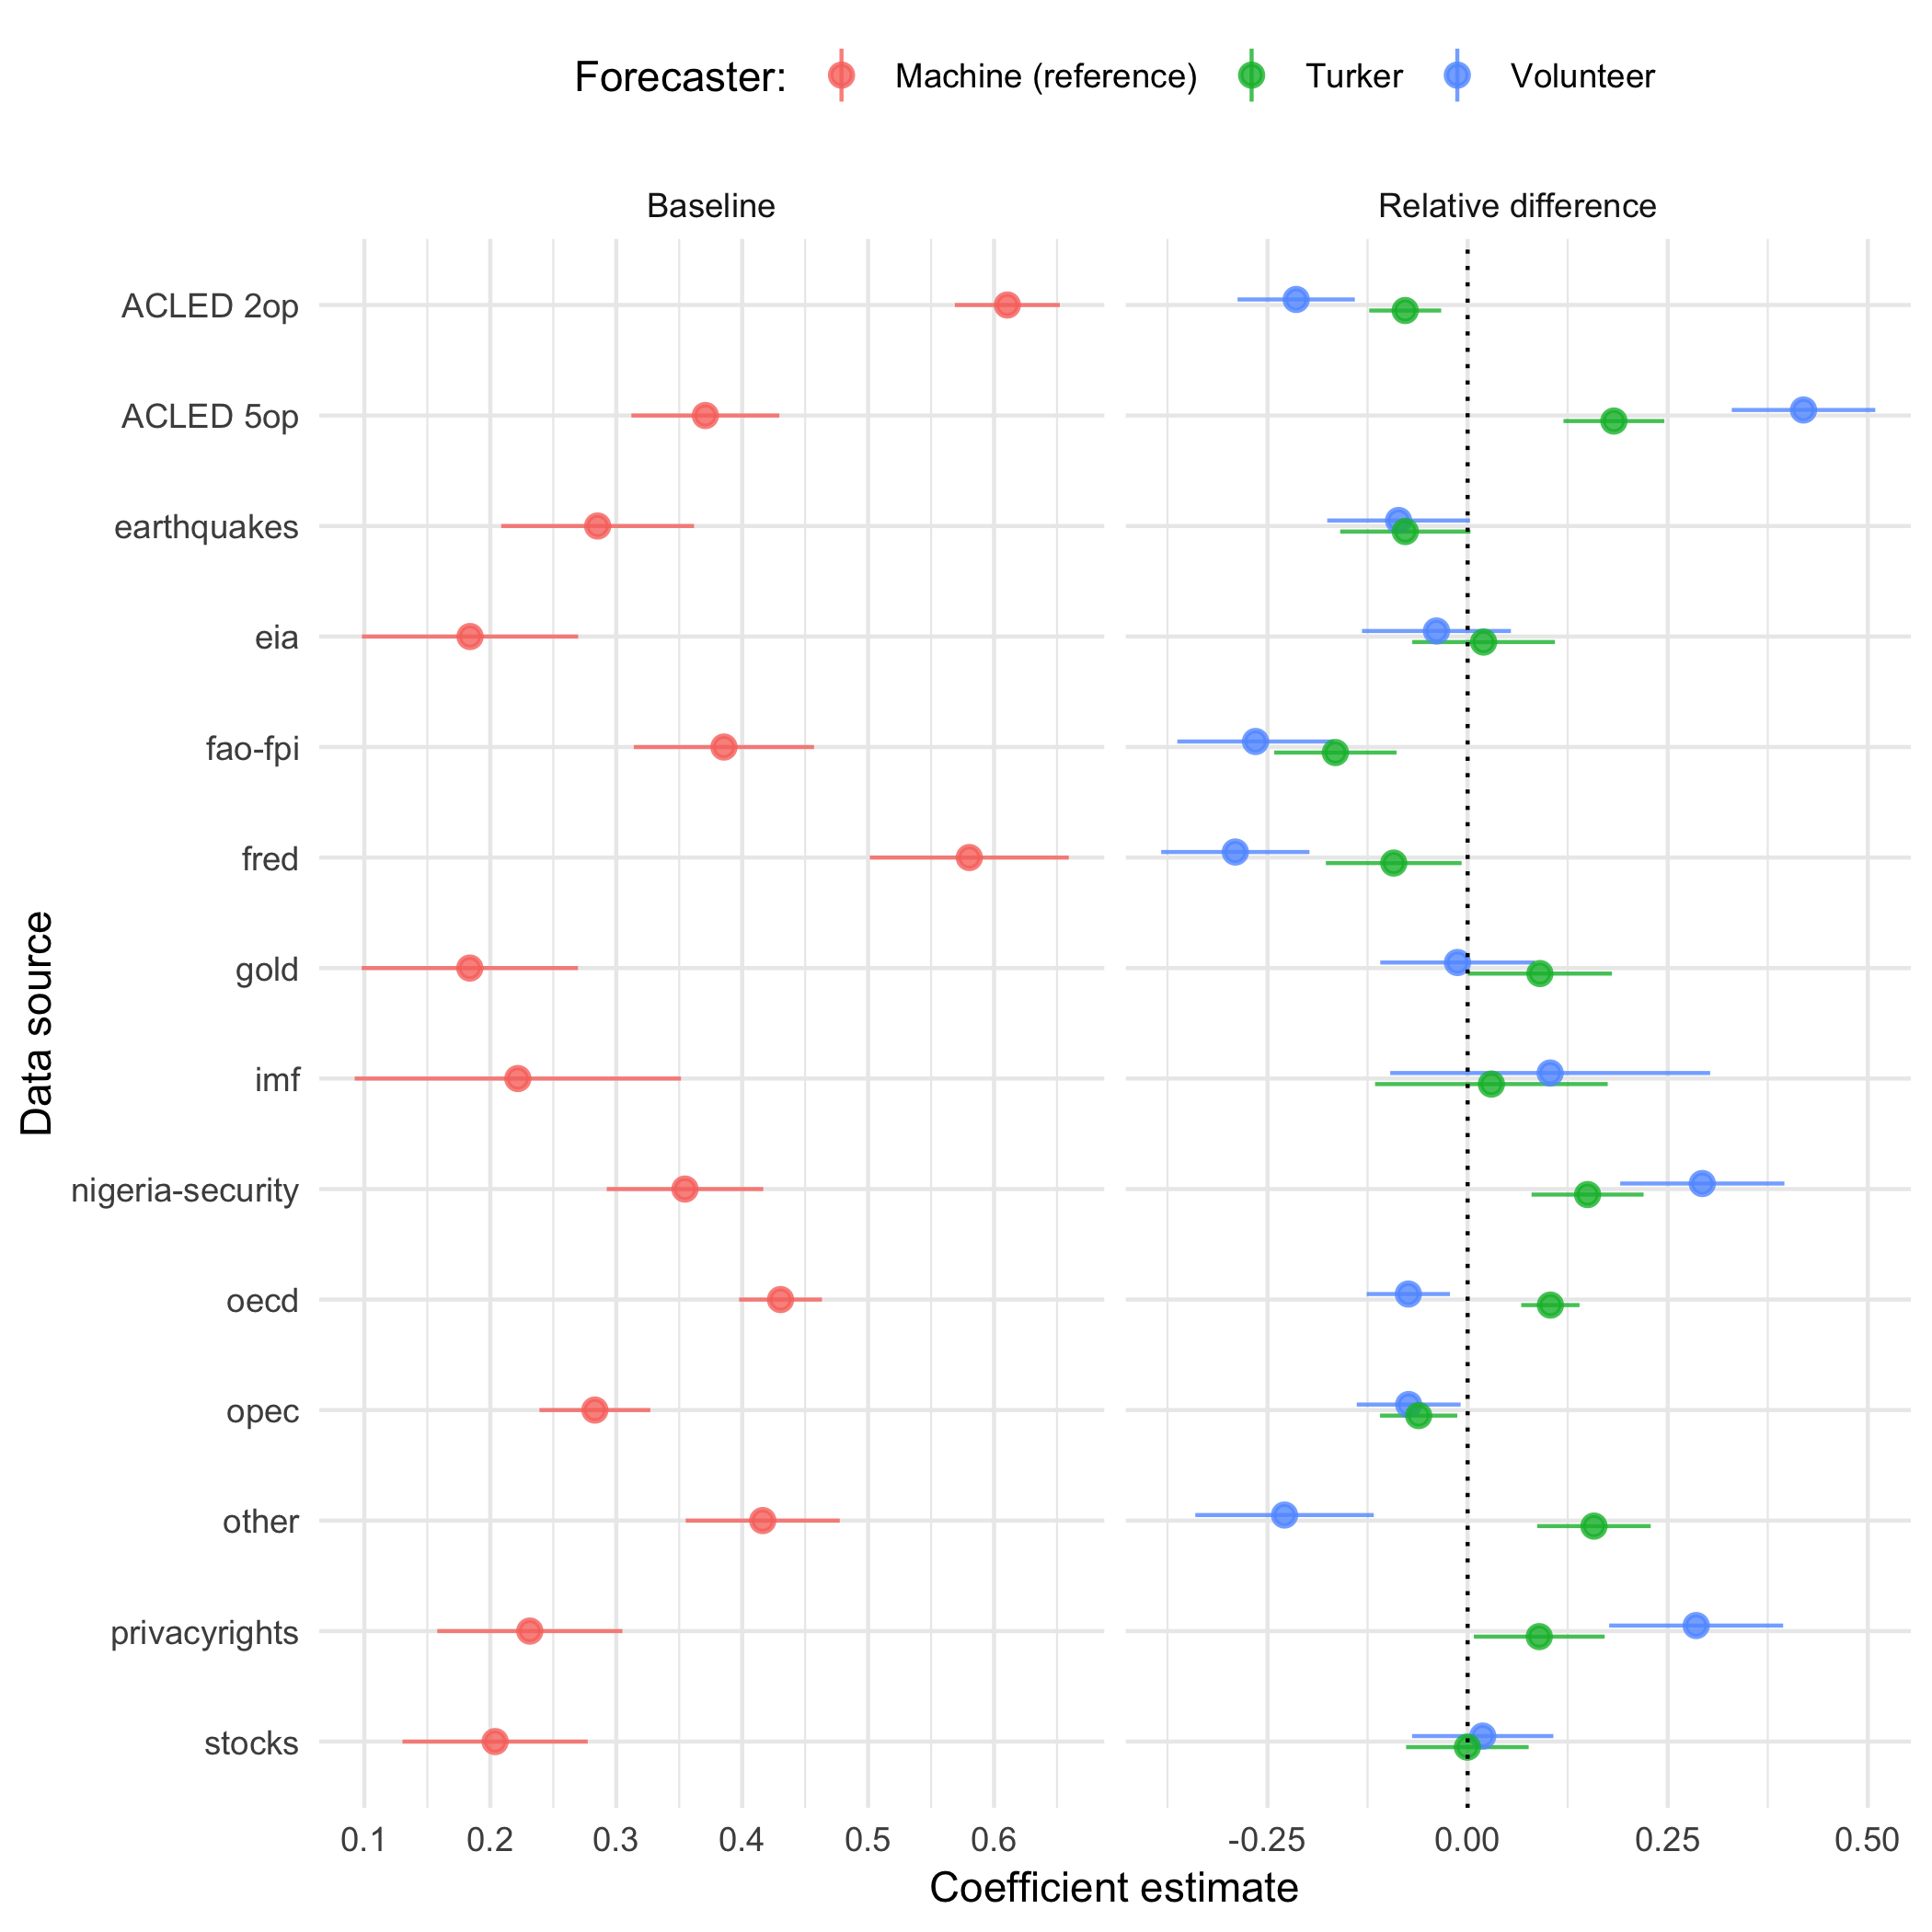 Forecaster: Machine (reference) Turker Volunteer
Baseline Relative difference
ACLED 2op
ACLED 5op
earthquakes
eia
fao-fpi
fred
gold
imf
nigeria-security
oecd
opec
other
privacyrights
stocks
Data source
0.1 0.2 0.3 0.4 0.5 0.6 -0.25 0.00 0.25 0.50
Coefficient estimate